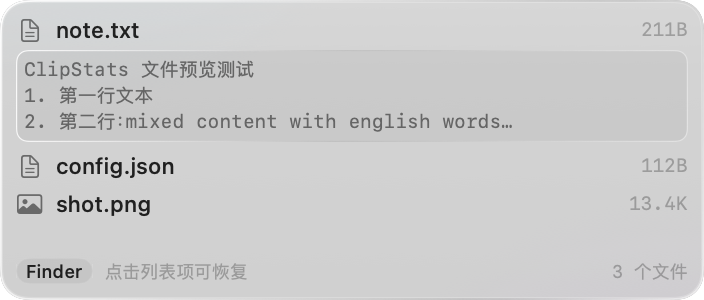 note.txt 211B
ClipStats 文件预览测试
1. 第一行文本
2. 第二行:mixed content with english words…
config.json 112B
shot.png 13.4K
Finder 点击列表项可恢复 3 个文件